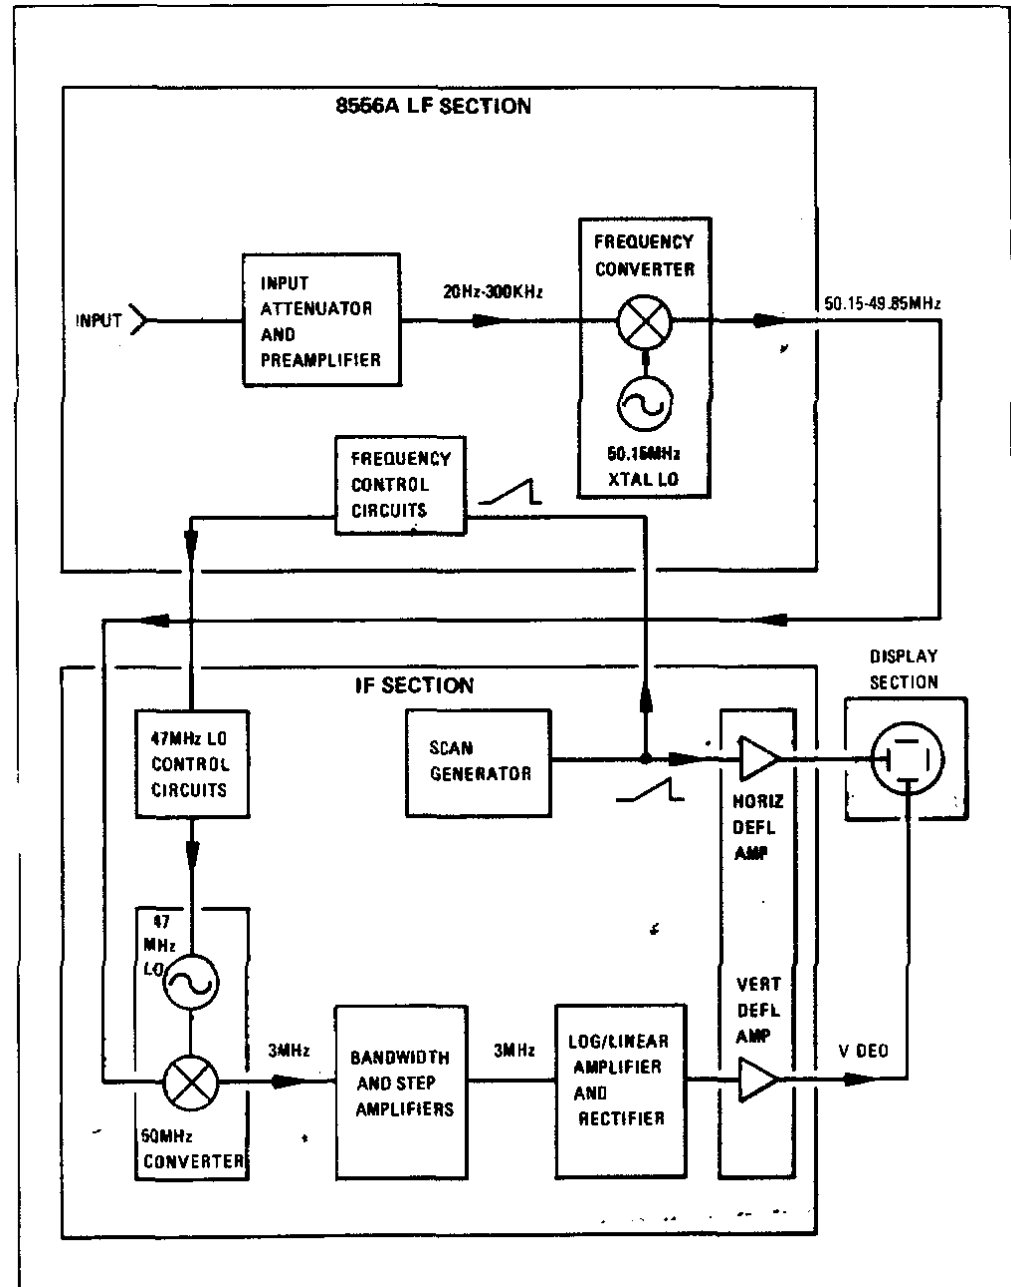 8556A LF SECTION
FREQUENCY
CONVERTER
INPUT
ATTENUATOR
AND
PREAMPLIFIER
INPUT
20Hz-300KHz
50.15-49.85MHz
50.15MHz
XTAL LO
FREQUENCY
CONTROL
CIRCUITS
IF SECTION
DISPLAY
SECTION
47MHz LO
CONTROL
CIRCUITS
SCAN
GENERATOR
HORIZ
DEFL
AMP
47
MHz
LO
VERT
DEFL
AMP
3MHz
BANDWIDTH
AND STEP
AMPLIFIERS
3MHz
LOG/LINEAR
AMPLIFIER
AND
RECTIFIER
V DEO
50MHz
CONVERTER